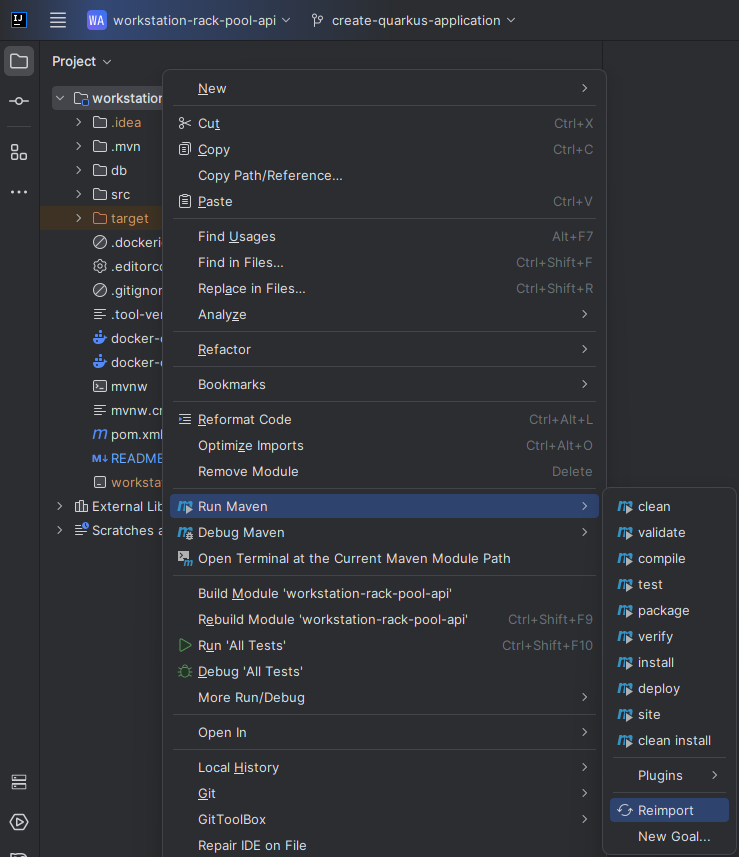 IJ
WA workstation-rack-pool-api create-quarkus-application
Project
workstation
.idea
.mvn
db
src
target
.docker
.editorco
.gitignor
.tool-ver
docker-
docker-
mvnw
mvnw.c
m pom.xml
M↓ README
worksta
External Lib
Scratches a
New
Cut Ctrl+X
Copy Ctrl+C
Copy Path/Reference...
Paste Ctrl+V
Find Usages Alt+F7
Find in Files... Ctrl+Shift+F
Replace in Files... Ctrl+Shift+R
Analyze
Refactor
Bookmarks
Reformat Code Ctrl+Alt+L
Optimize Imports Ctrl+Alt+O
Remove Module Delete
Run Maven
Debug Maven
Open Terminal at the Current Maven Module Path
Build Module 'workstation-rack-pool-api'
Rebuild Module 'workstation-rack-pool-api' Ctrl+Shift+F9
Run 'All Tests' Ctrl+Shift+F10
Debug 'All Tests'
More Run/Debug
Open In
Local History
Git
GitToolBox
Repair IDE on File
clean
validate
compile
test
package
verify
install
deploy
site
clean install
Plugins
Reimport
New Goal...